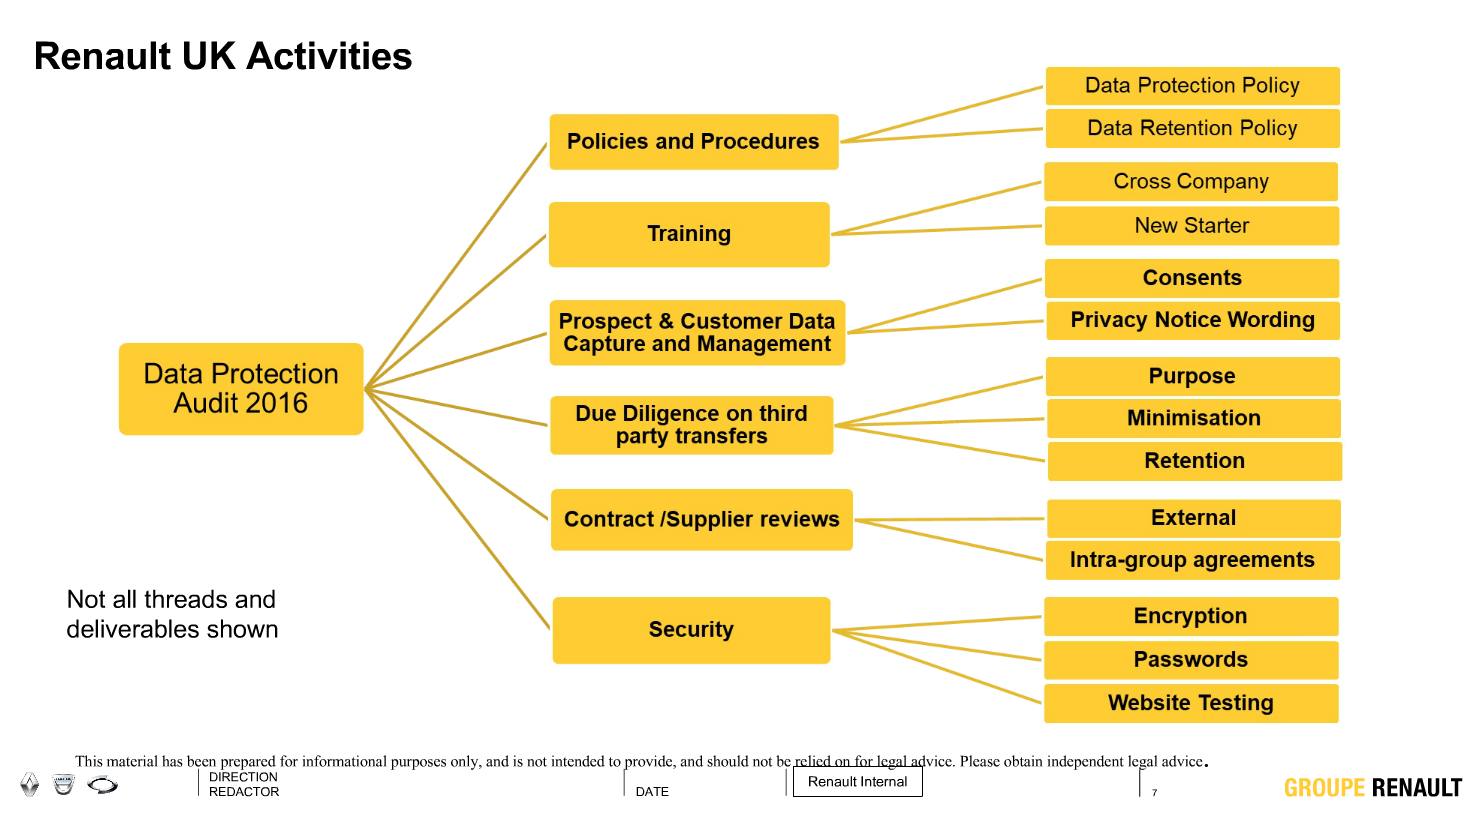 Renault UK Activities
Data Protection Policy
Policies and Procedures
Data Retention Policy
Cross Company
Training
New Starter
Consents
Prospect & Customer Data
Capture and Management
Privacy Notice Wording
Data Protection
Audit 2016
Purpose
Due Diligence on third
party transfers
Minimisation
Retention
Contract /Supplier reviews
External
Intra-group agreements
Not all threads and
deliverables shown
Security
Encryption
Passwords
Website Testing
This material has been prepared for informational purposes only, and is not intended to provide, and should not be relied on for legal advice. Please obtain independent legal advice.
DIRECTION
REDACTOR
DATE
Renault Internal
7
GROUPE RENAULT